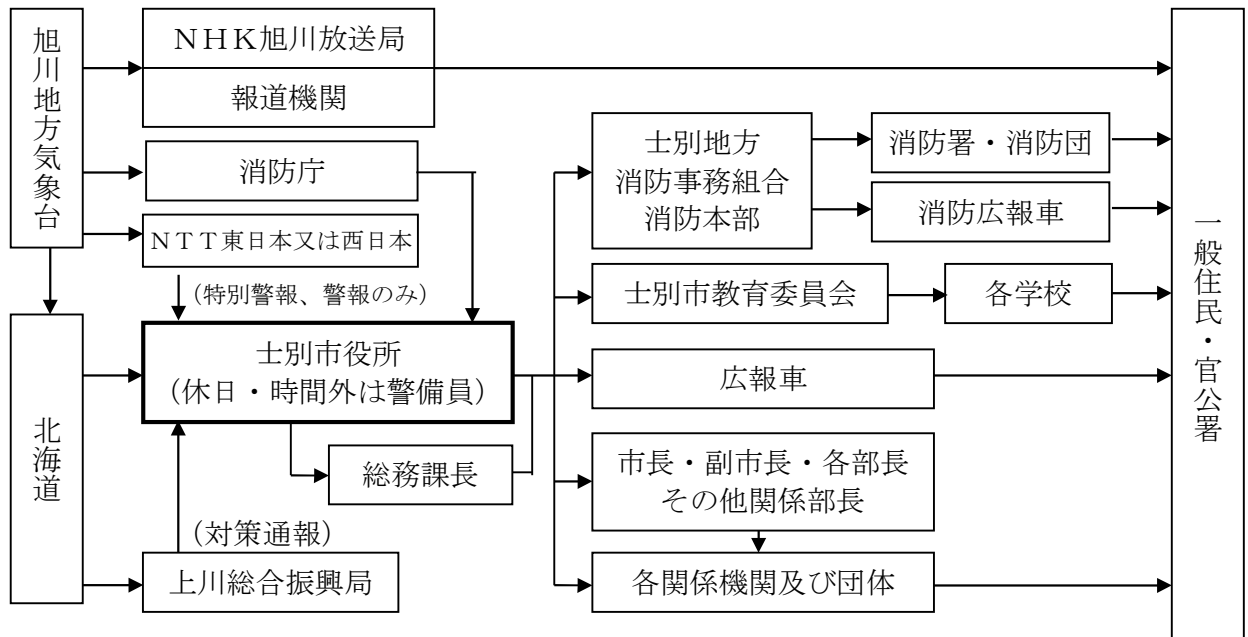 旭川地方気象台
NHK旭川放送局
報道機関
消防庁
NTT東日本又は西日本
(特別警報、警報のみ)
士別市役所
(休日・時間外は警備員)
総務課長
北海道
(対策通報)
上川総合振興局
士別地方
消防事務組合
消防本部
消防署・消防団
消防広報車
士別市教育委員会
各学校
広報車
市長・副市長・各部長
その他関係部長
各関係機関及び団体
一般住民・官公署